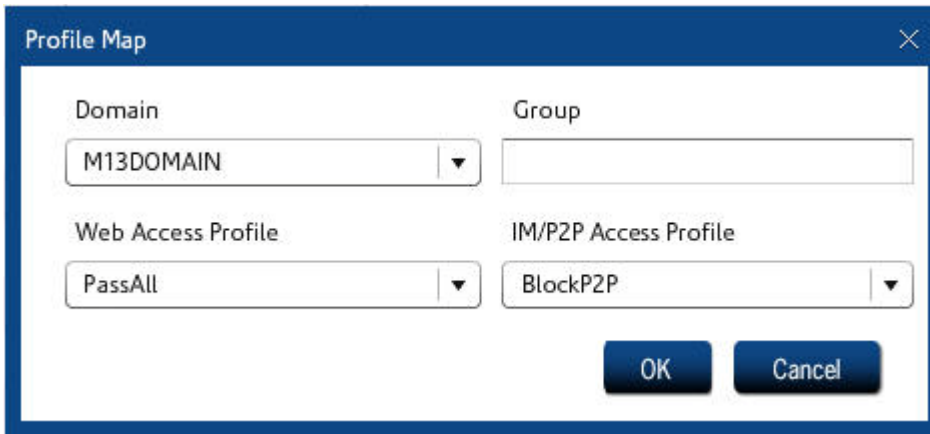 Profile Map
Domain
Group
M13DOMAIN
Web Access Profile
IM/P2P Access Profile
PassAll
BlockP2P
OK
Cancel